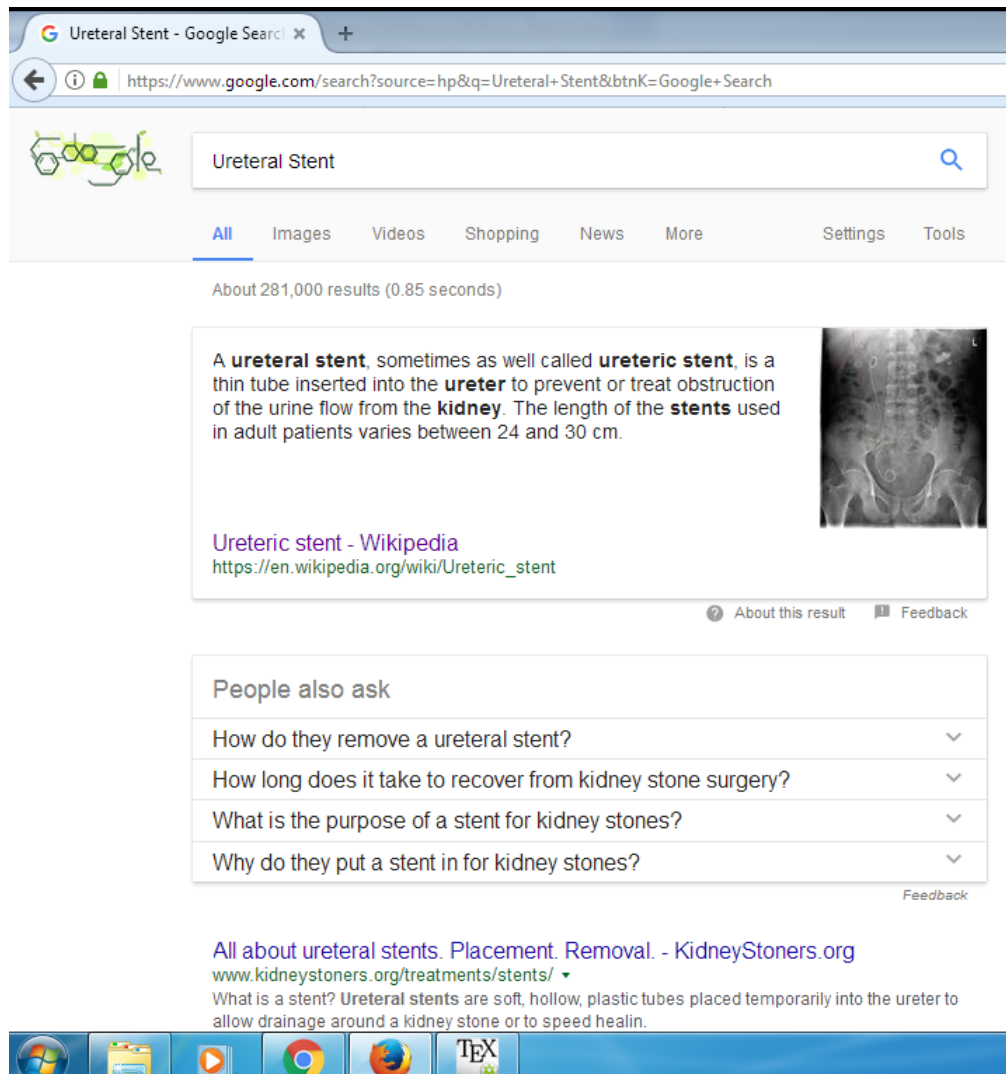 Ureteral Stent - Google Searc
https://www.google.com/search?source=hp&q=Ureteral+Stent&btnK=Google+Search
Google
Ureteral Stent
All Images Videos Shopping News More Settings Tools
About 281,000 results (0.85 seconds)
A ureteral stent, sometimes as well called ureteric stent, is a
thin tube inserted into the ureter to prevent or treat obstruction
of the urine flow from the kidney. The length of the stents used
in adult patients varies between 24 and 30 cm.
L
Ureteric stent - Wikipedia
https://en.wikipedia.org/wiki/Ureteric_stent
About this result Feedback
People also ask
How do they remove a ureteral stent?
How long does it take to recover from kidney stone surgery?
What is the purpose of a stent for kidney stones?
Why do they put a stent in for kidney stones?
Feedback
All about ureteral stents. Placement. Removal. - KidneyStoners.org
www.kidneystoners.org/treatments/stents/
What is a stent? Ureteral stents are soft, hollow, plastic tubes placed temporarily into the ureter to
allow drainage around a kidney stone or to speed healin.
TEX